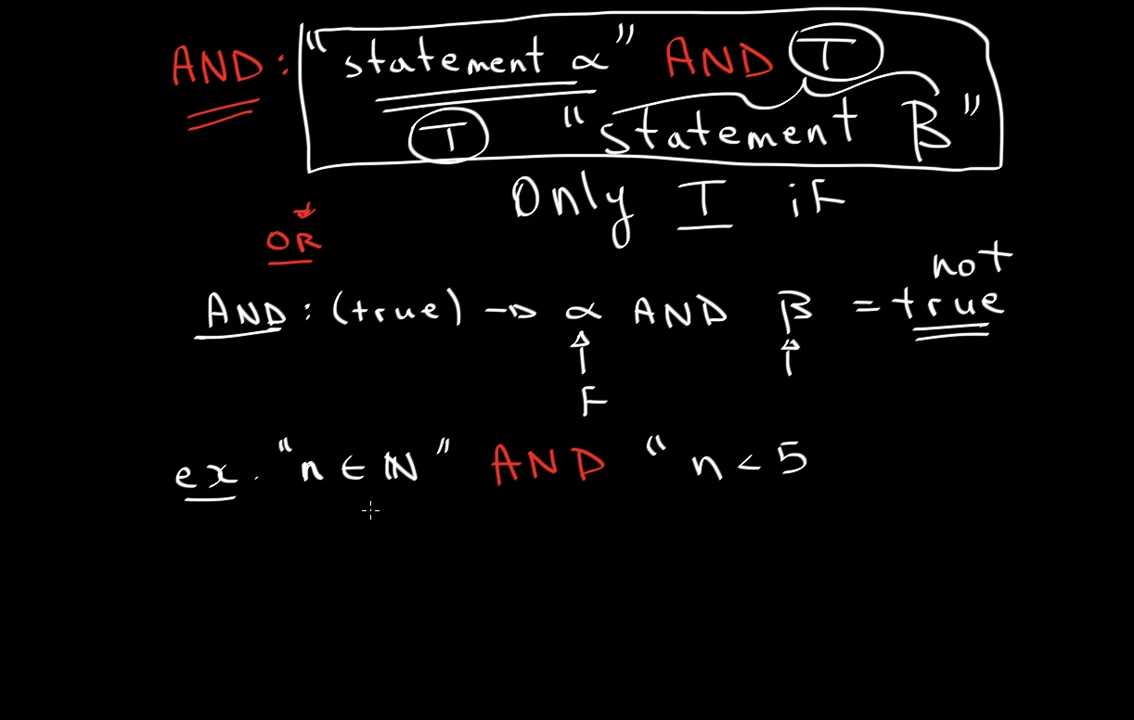 AND: "statement α" AND T
T "statement β"
Only T if
OR
not
AND: (true) → α AND β = true
F
ex. "n ∈ ℕ" AND "n < 5